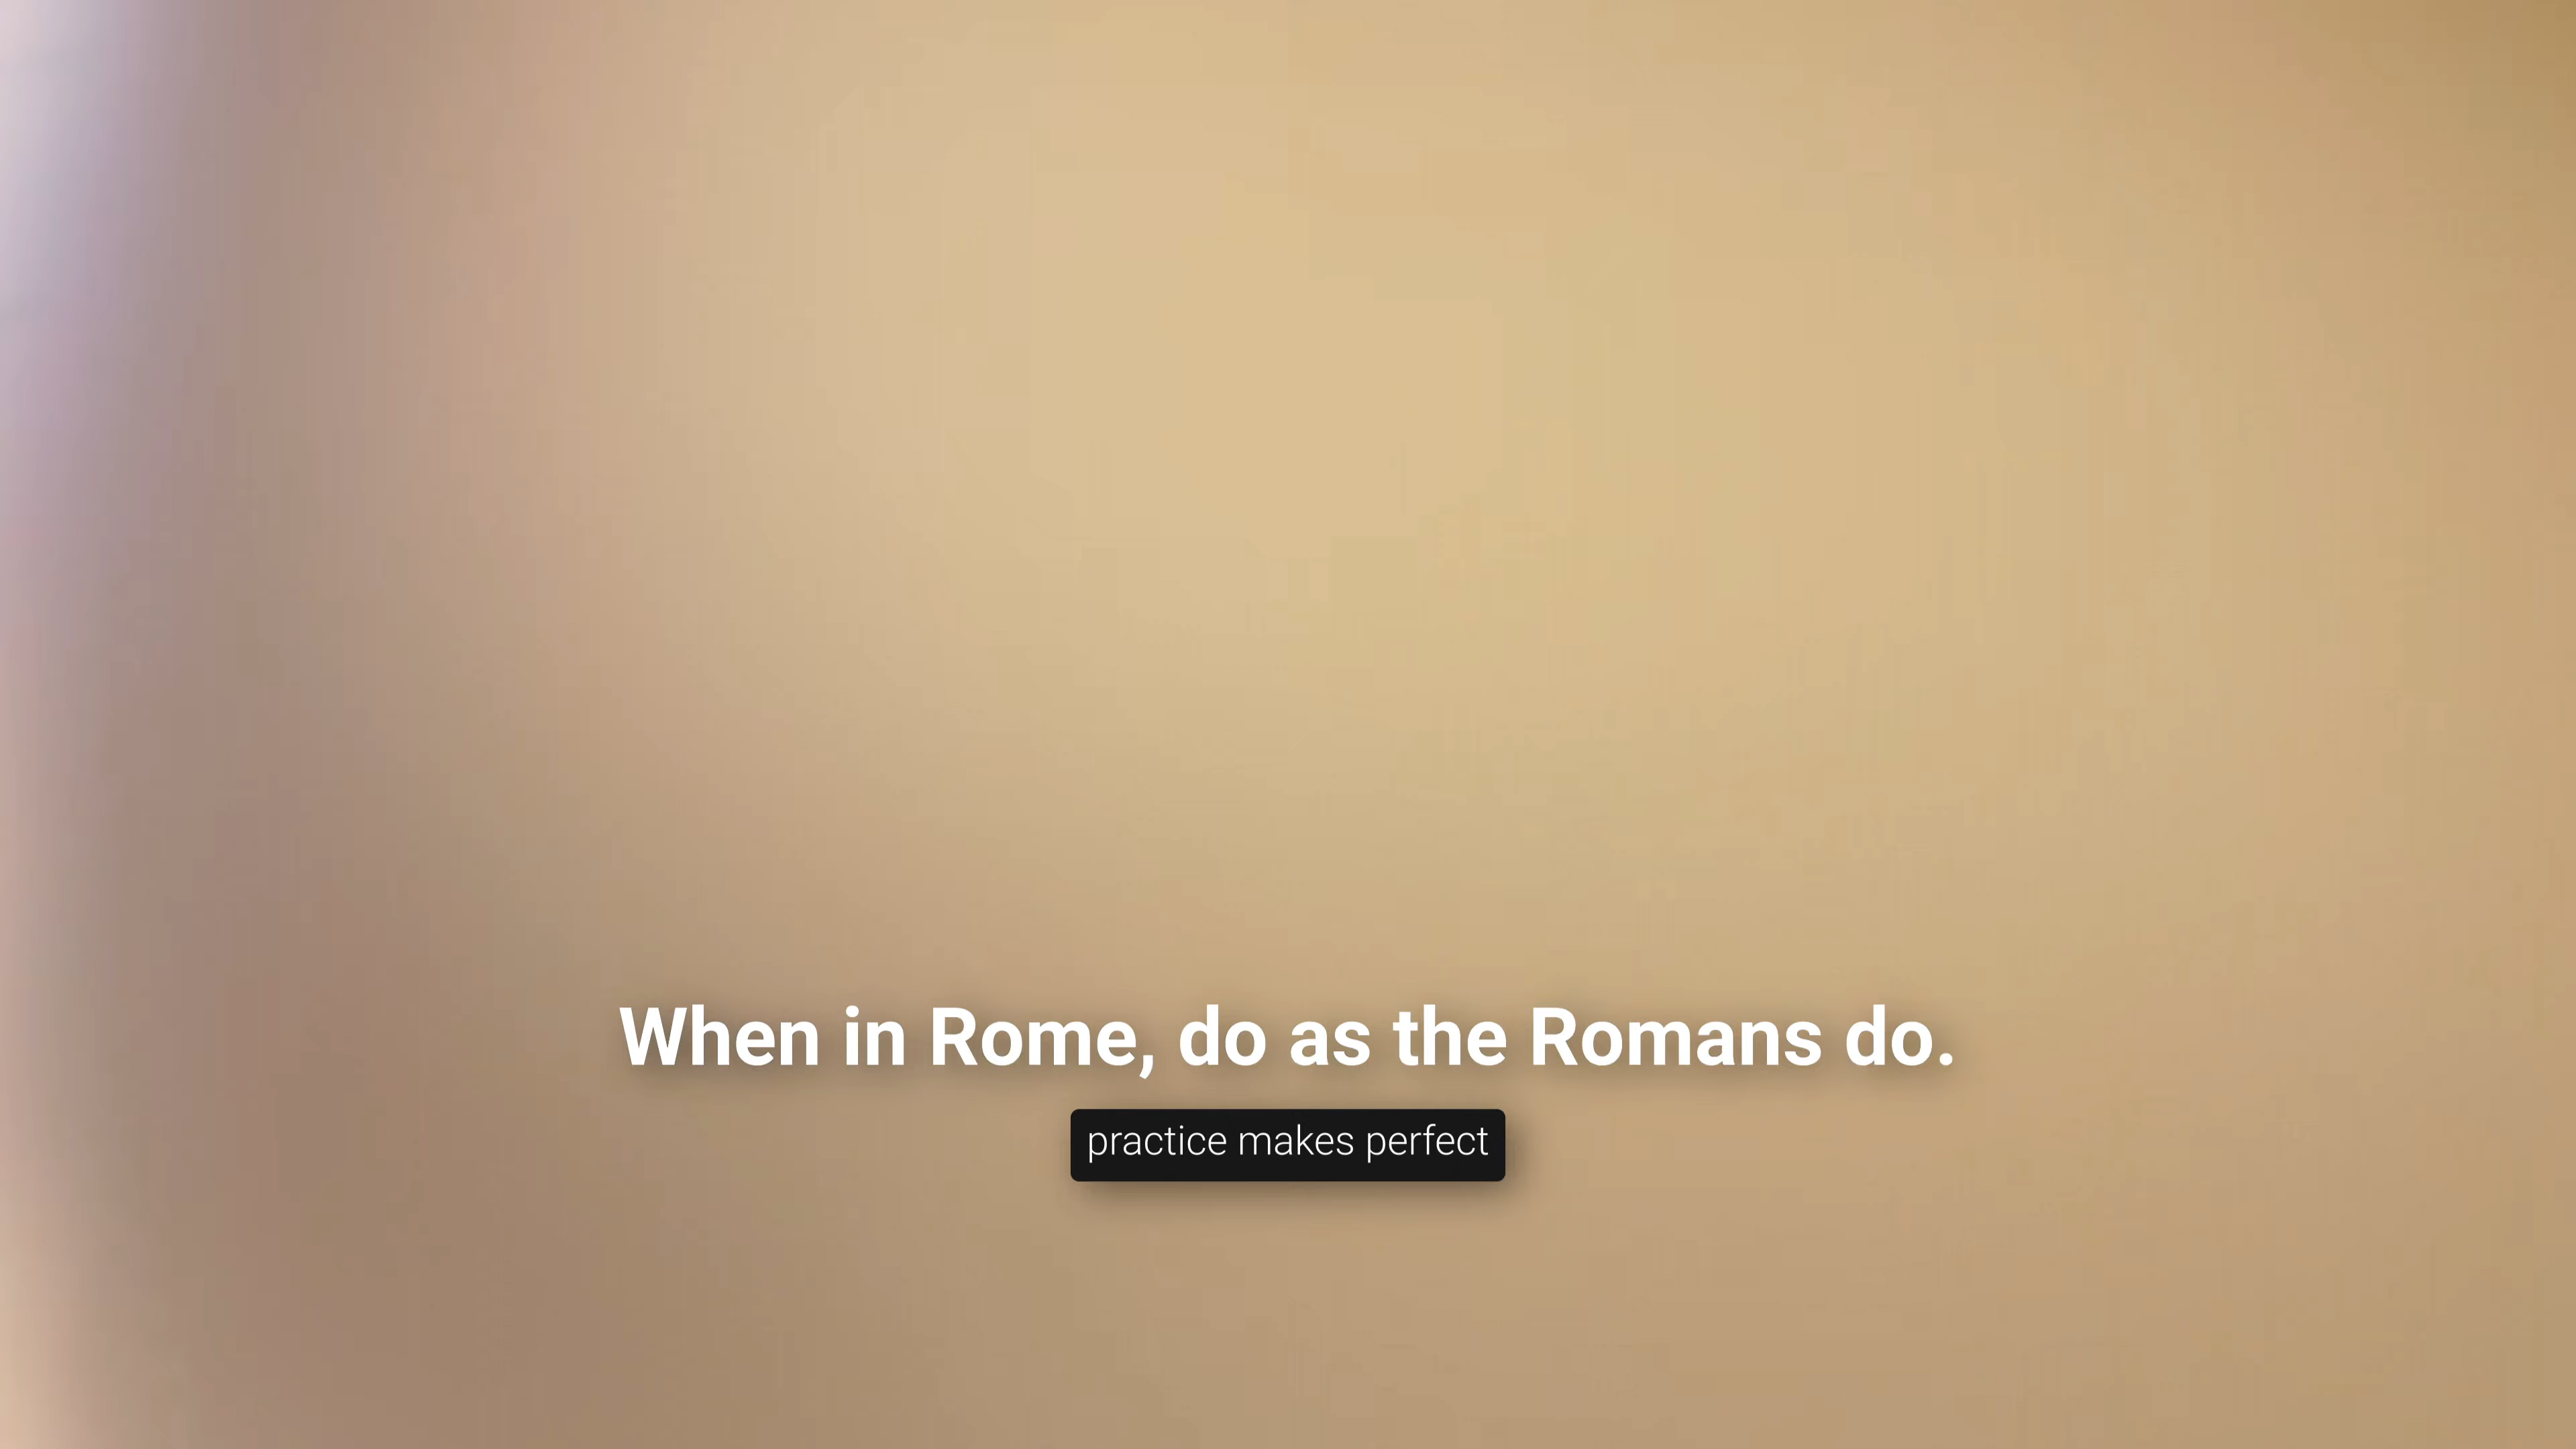 When in Rome, do as the Romans do.
practice makes perfect